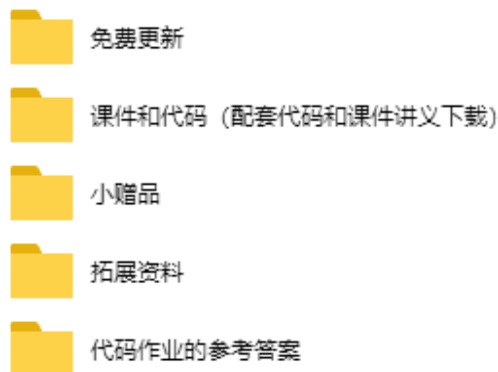 免费更新
课件和代码（配套代码和课件讲义下载）
小赠品
拓展资料
代码作业的参考答案